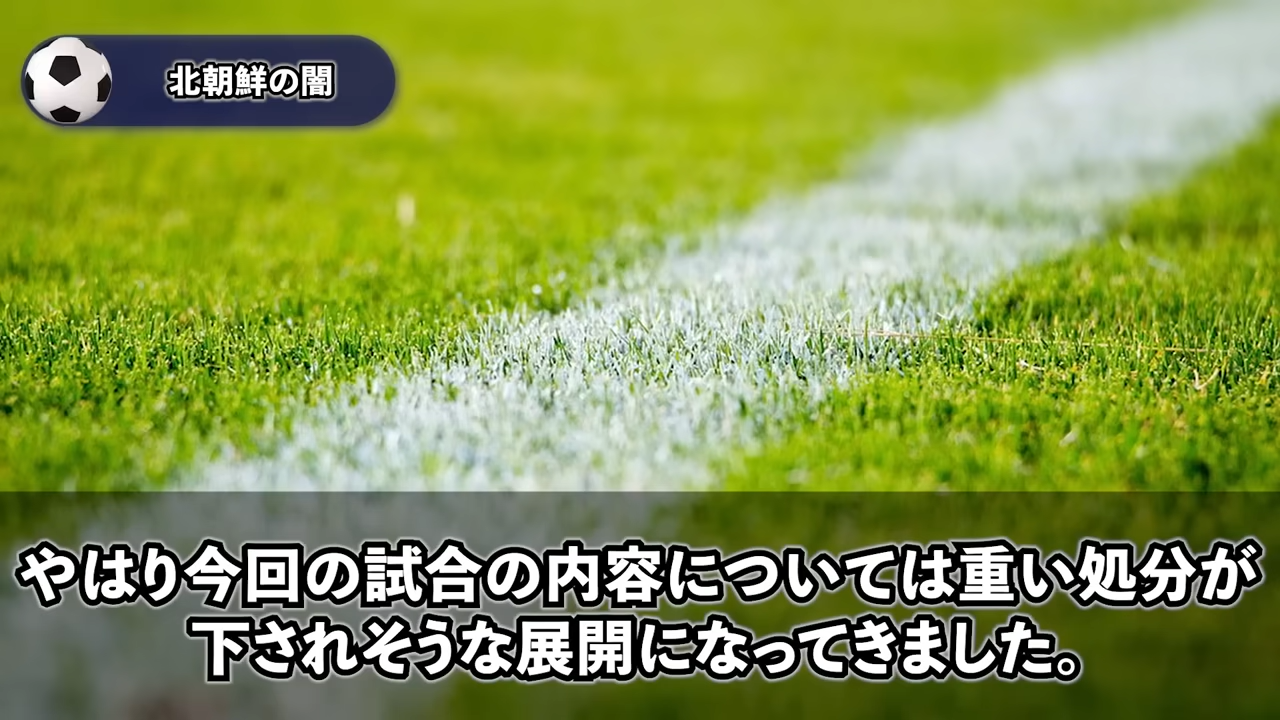 北朝鮮の闇
やはり今回の試合の内容については重い処分が
下されそうな展開になってきました。